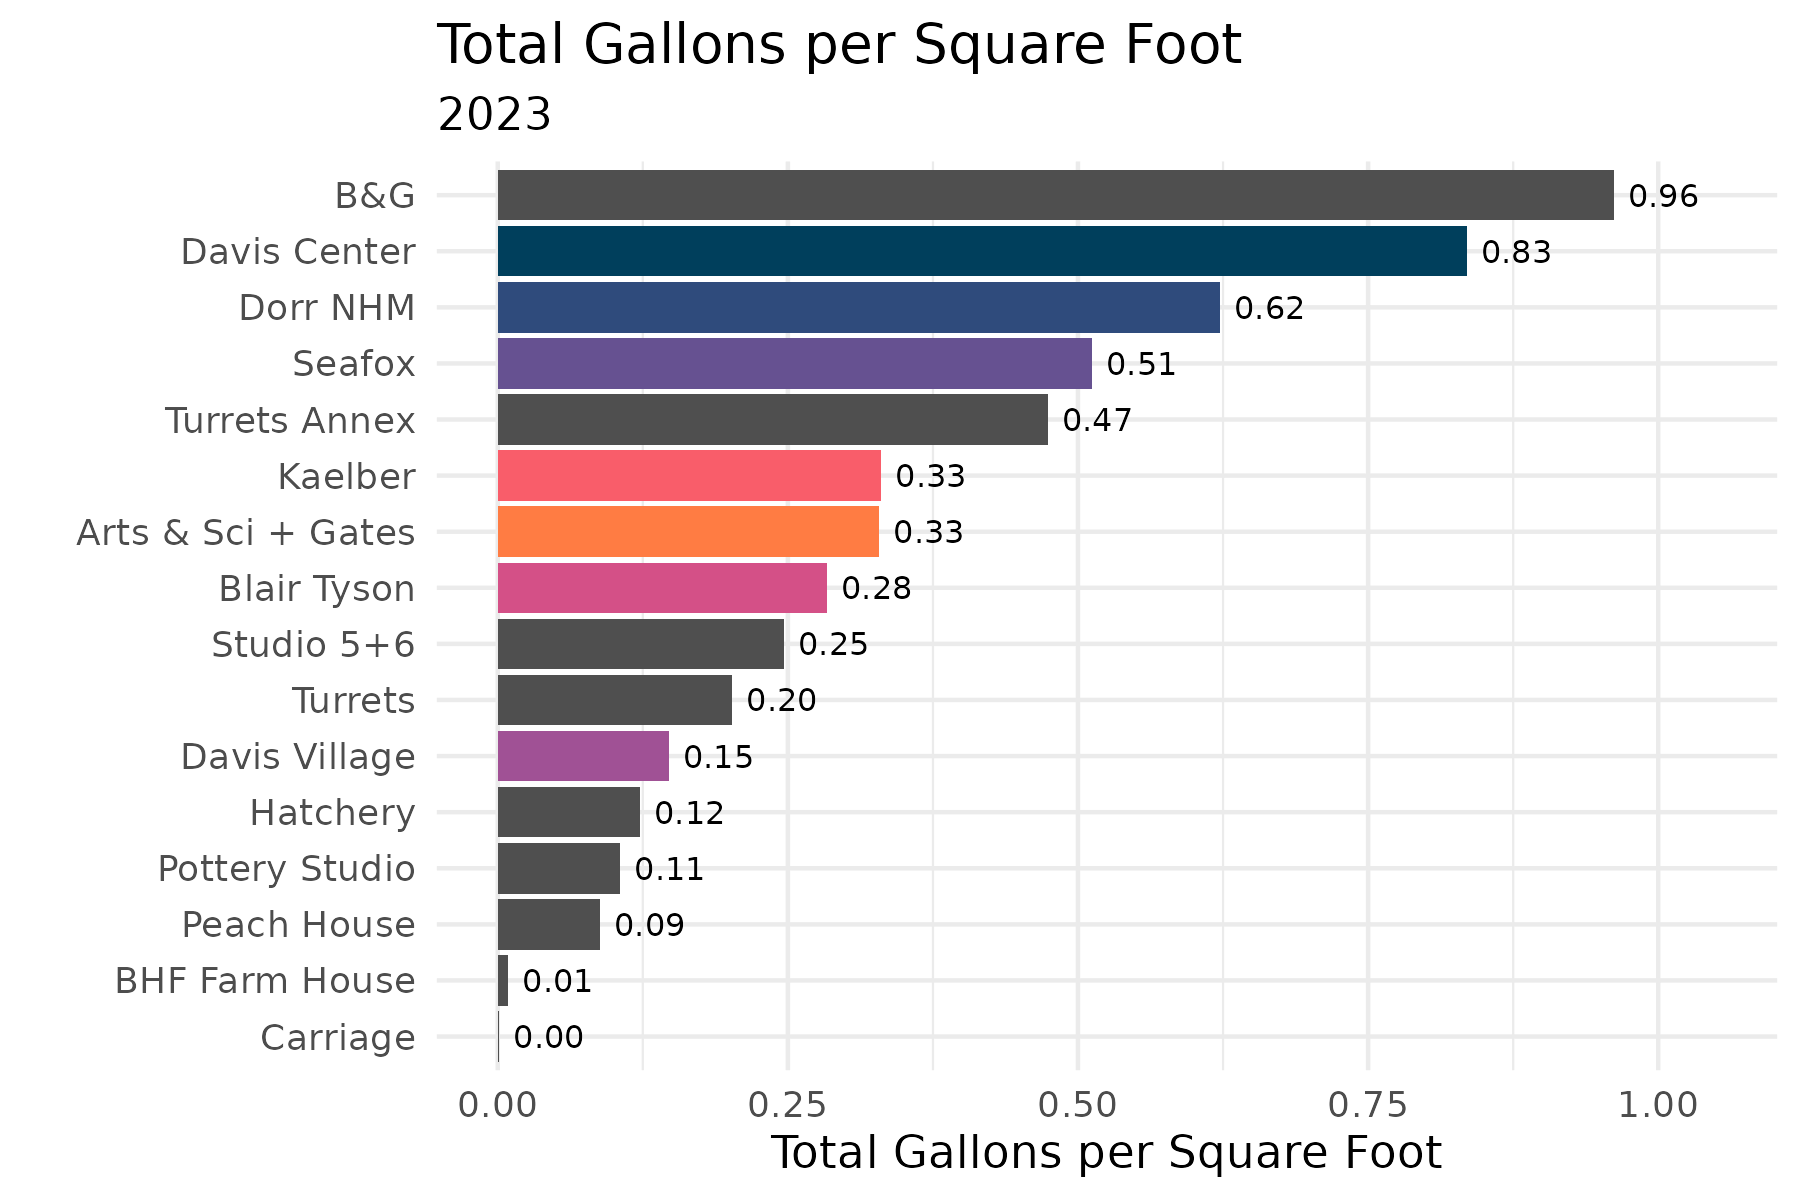 Total Gallons per Square Foot
2023
B&G 0.96
Davis Center 0.83
Dorr NHM 0.62
Seafox 0.51
Turrets Annex 0.47
Kaelber 0.33
Arts & Sci + Gates 0.33
Blair Tyson 0.28
Studio 5+6 0.25
Turrets 0.20
Davis Village 0.15
Hatchery 0.12
Pottery Studio 0.11
Peach House 0.09
BHF Farm House 0.01
Carriage 0.00
0.00 0.25 0.50 0.75 1.00
Total Gallons per Square Foot